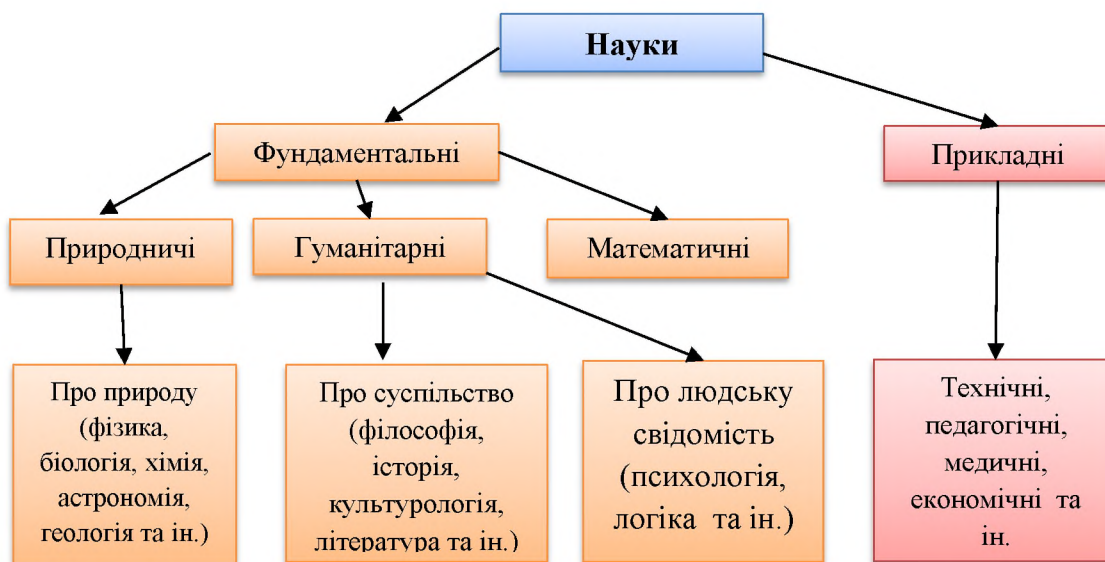 Науки
Фундаментальні
Прикладні
Природничі
Гуманітарні
Математичні
Про природу
(фізика,
біологія, хімія,
астрономія,
геологія та ін.)
Про суспільство
(філософія,
історія,
культурологія,
література та ін.)
Про людську
свідомість
(психологія,
логіка та ін.)
Технічні,
педагогічні,
медичні,
економічні та
ін.